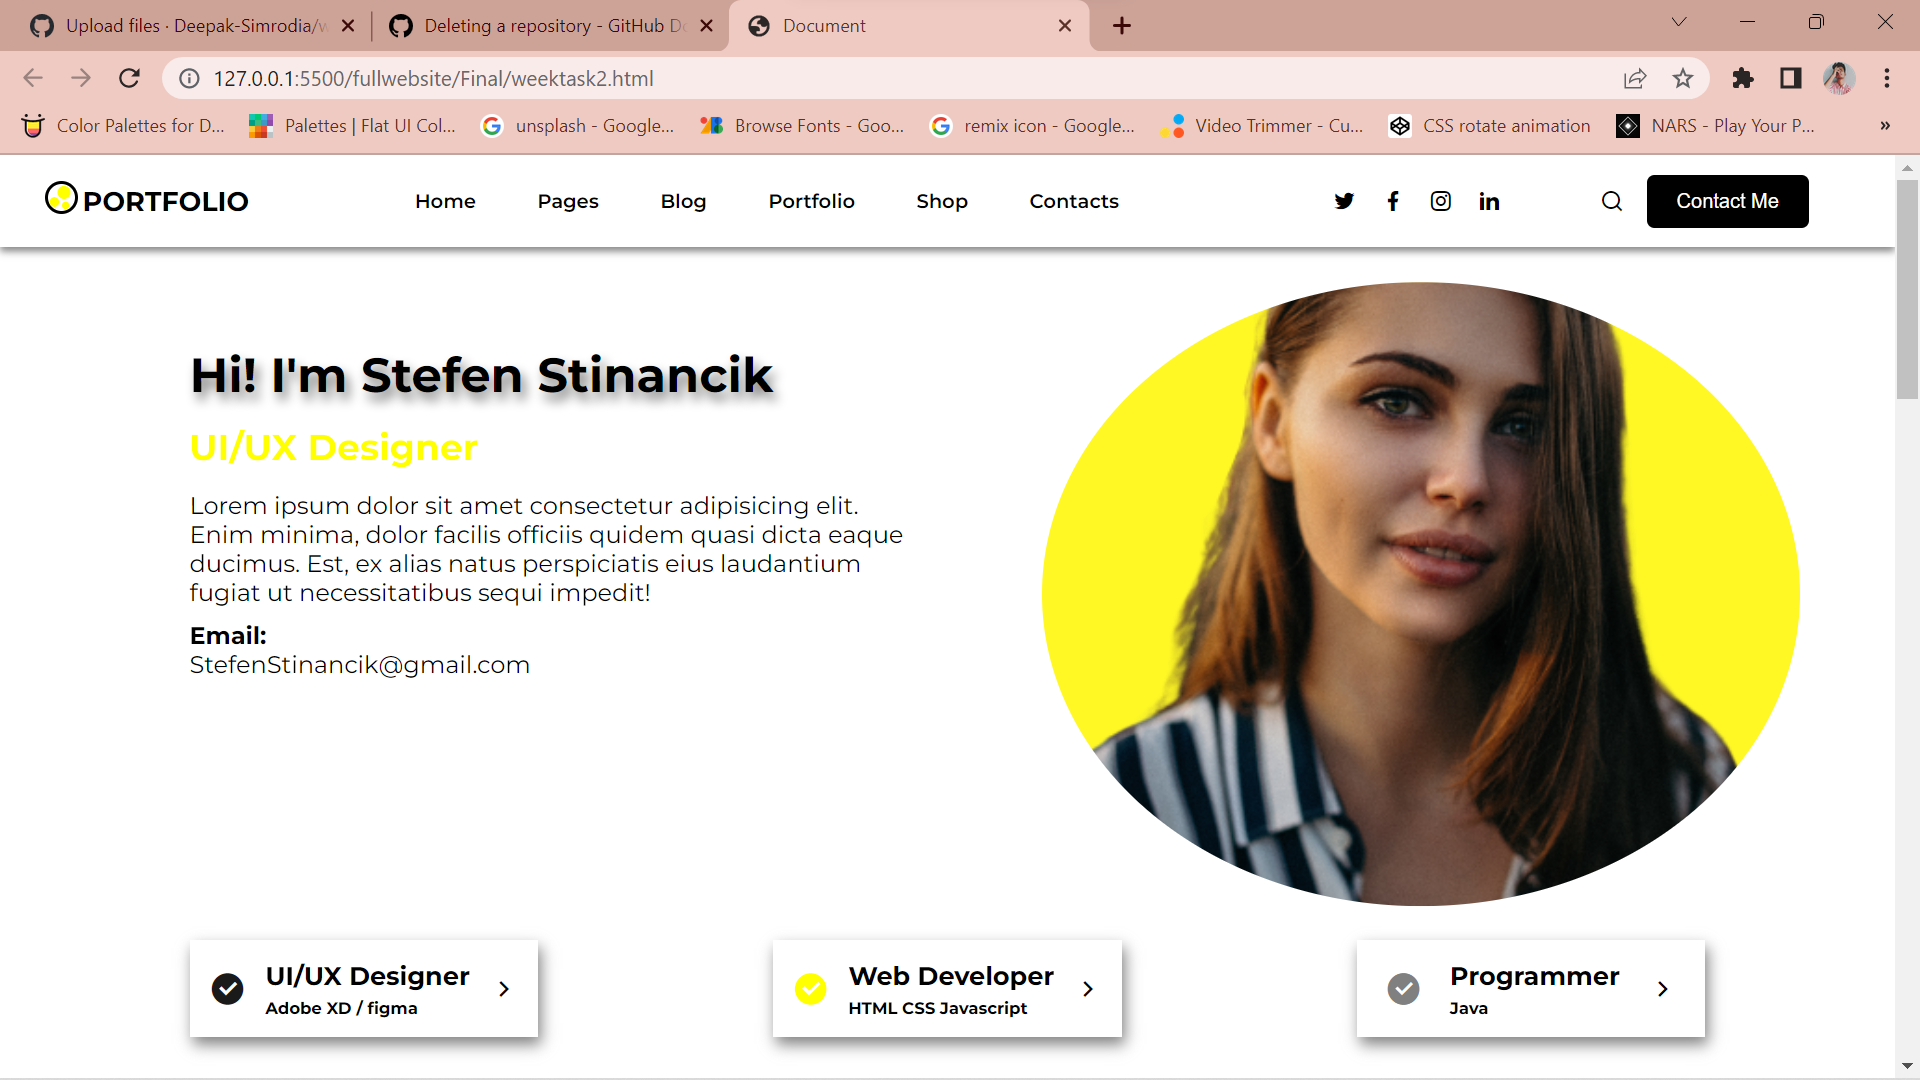 Upload files · Deepak-Simrodia/w
Deleting a repository - GitHub Do
Document
127.0.0.1:5500/fullwebsite/Final/weektask2.html
Color Palettes for D...
Palettes | Flat UI Col...
unsplash - Google...
Browse Fonts - Goo...
remix icon - Google...
Video Trimmer - Cu...
CSS rotate animation
NARS - Play Your P...
»
PORTFOLIO
Home
Pages
Blog
Portfolio
Shop
Contacts
Contact Me
Hi! I'm Stefen Stinancik
UI/UX Designer
Lorem ipsum dolor sit amet consectetur adipisicing elit.
Enim minima, dolor facilis officiis quidem quasi dicta eaque
ducimus. Est, ex alias natus perspiciatis eius laudantium
fugiat ut necessitatibus sequi impedit!
Email:
StefenStinancik@gmail.com
UI/UX Designer
Adobe XD / figma
Web Developer
HTML CSS Javascript
Programmer
Java